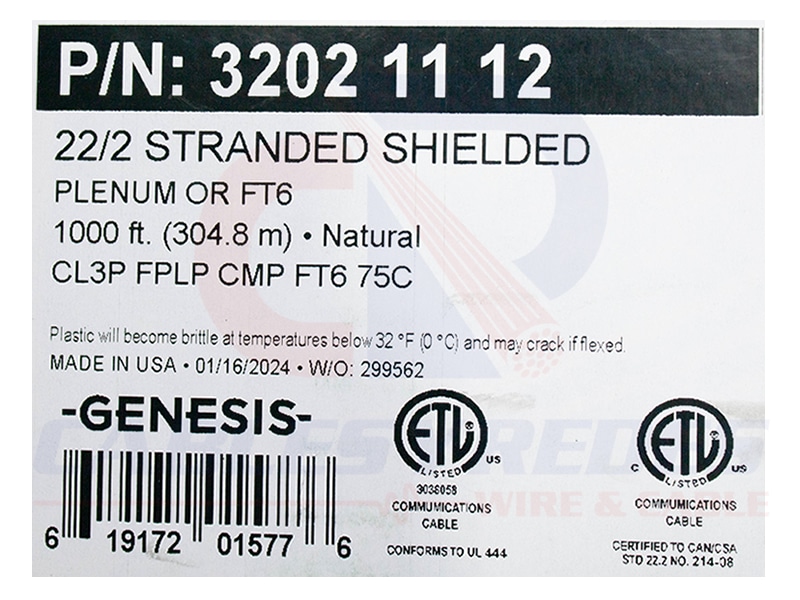 P/N: 3202 11 12
22/2 STRANDED SHIELDED
PLENUM OR FT6
1000 ft. (304.8 m) • Natural
CL3P FPLP CMP FT6 75C
Plastic will become brittle at temperatures below 32 °F (0 °C) and may crack if flexed.
MADE IN USA • 01/16/2024 • W/O: 299562
-GENESIS-
6 19172 01577 6
ETL ®
LISTED
US
3038058
COMMUNICATIONS
CABLE
CONFORMS TO UL 444
ETL ®
LISTED
C US
COMMUNICATIONS
CABLE
CERTIFIED TO CAN/CSA
STD 22.2 NO. 214-08
WIRE & CABLE